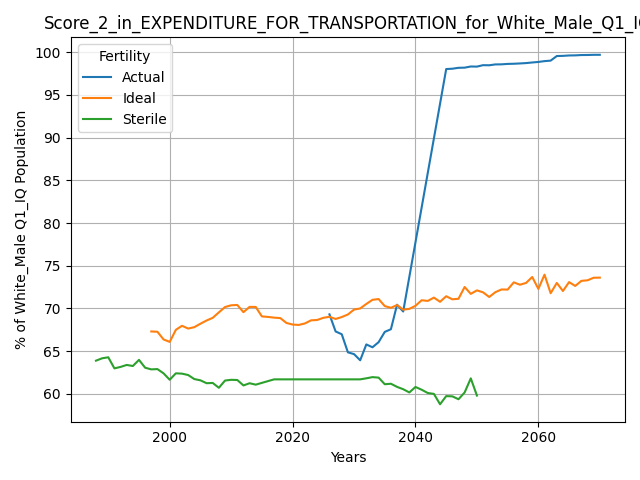 Score_2_in_EXPENDITURE_FOR_TRANSPORTATION_for_White_Male_Q1_IQ
Fertility
Actual
Ideal
Sterile
% of White_Male Q1_IQ Population
100
95
90
85
80
75
70
65
60
2000
2020
2040
2060
Years